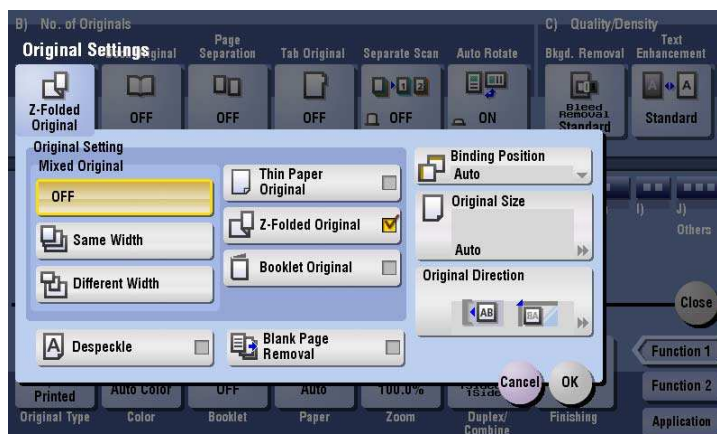 B) No. of Originals
C) Quality/Density
Original Settings
Original
Page
Separation
Tab Original
Separate Scan
Auto Rotate
Bkgd. Removal
Text
Enhancement
Z-Folded
Original
OFF
OFF
OFF
OFF
ON
Bleed
Removal
Standard
Standard
Original Setting
Mixed Original
OFF
Same Width
Different Width
Thin Paper
Original
Z-Folded Original
Booklet Original
Binding Position
Auto
Original Size
Auto
Original Direction
AB
Despeckle
Blank Page
Removal
Cancel
OK
I)
J)
Others
Close
Function 1
Function 2
Application
Printed
Auto Color
OFF
Auto
100.0%
Original Type
Color
Booklet
Paper
Zoom
Duplex/
Combine
Finishing